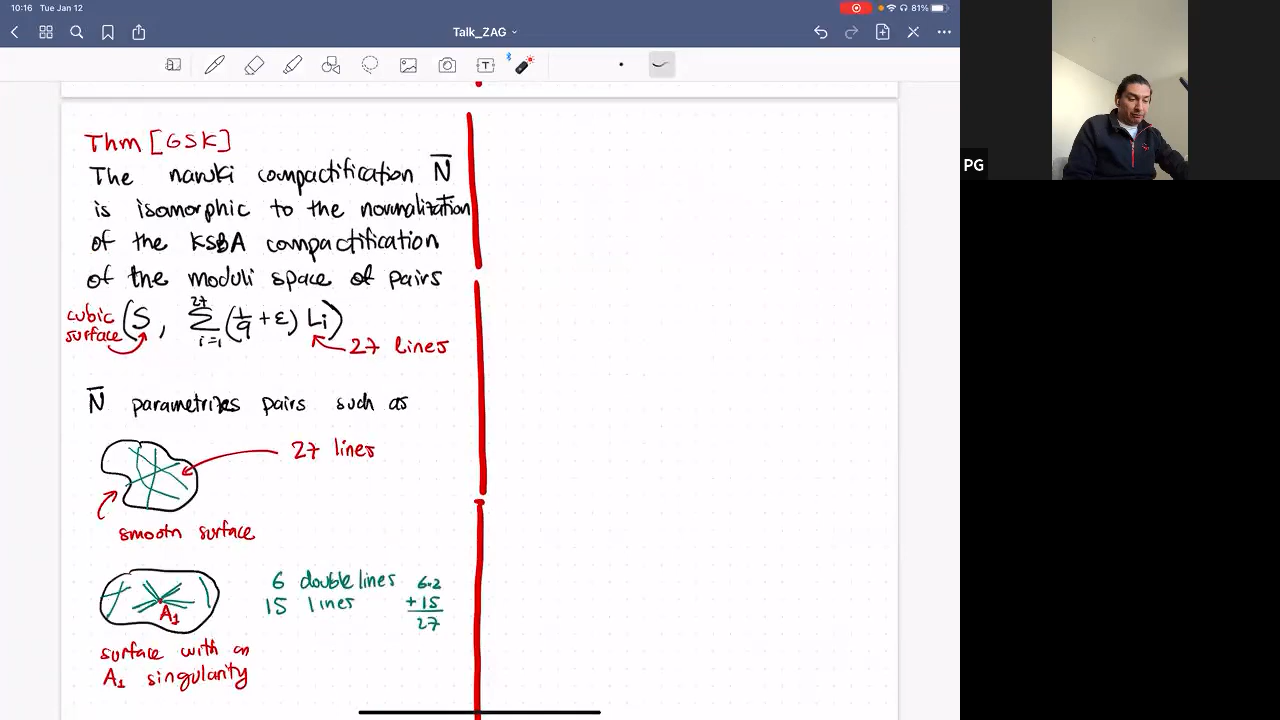 10:16 Tue Jan 12
81%
Talk_ZAG
Thm [GSK]
The naruki compactification N̅
is isomorphic to the normalization
of the KSBA compactification
of the moduli space of pairs
cubic surface (S, ∑_{i=1}^{27} (1/9 + ε) Li)
27 lines
N̅ parametrizes pairs such as
27 lines
smooth surface
6 double lines 6·2
15 lines +15
27
A₁
surface with an
A₁ singularity
PG